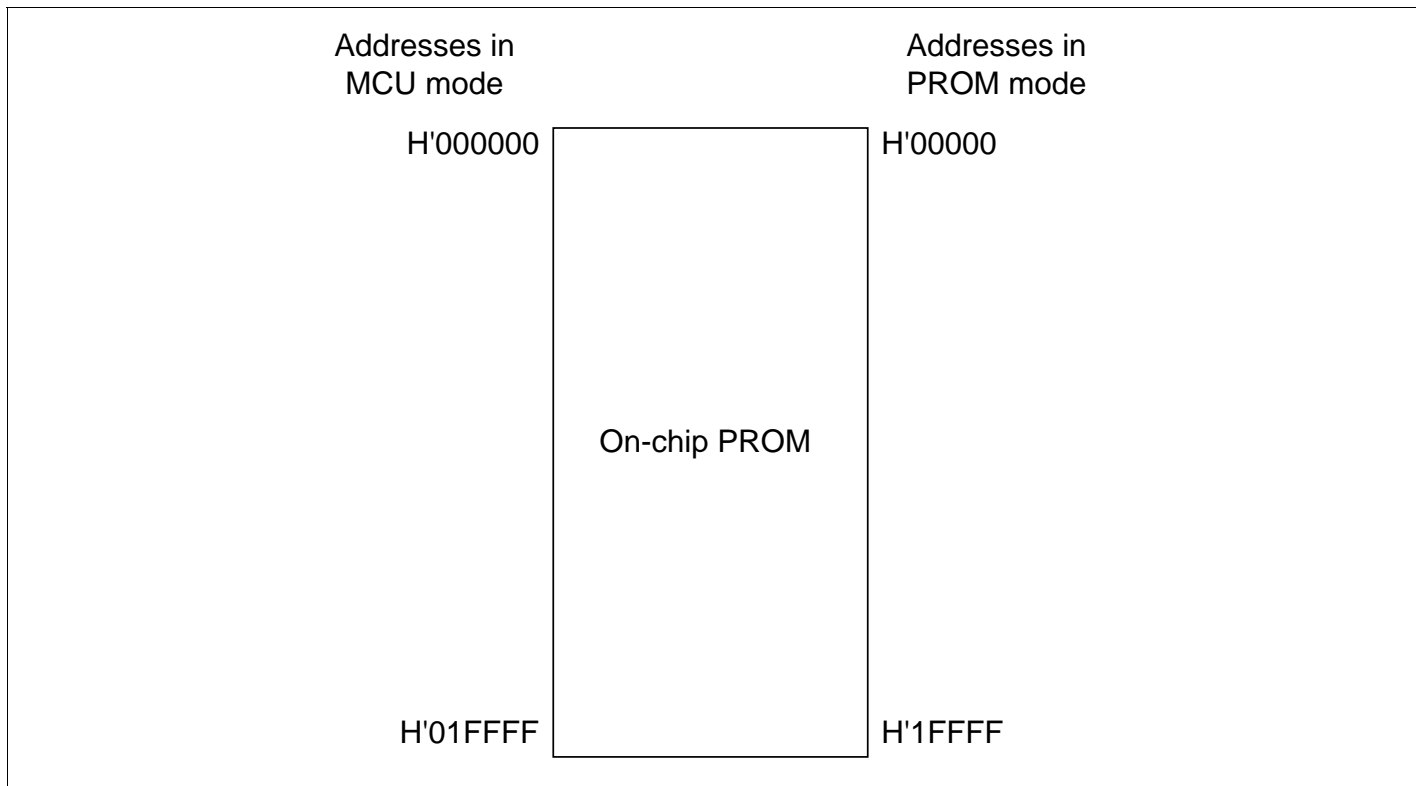 Addresses in
MCU mode
Addresses in
PROM mode
H'000000
H'00000
On-chip PROM
H'01FFFF
H'1FFFF